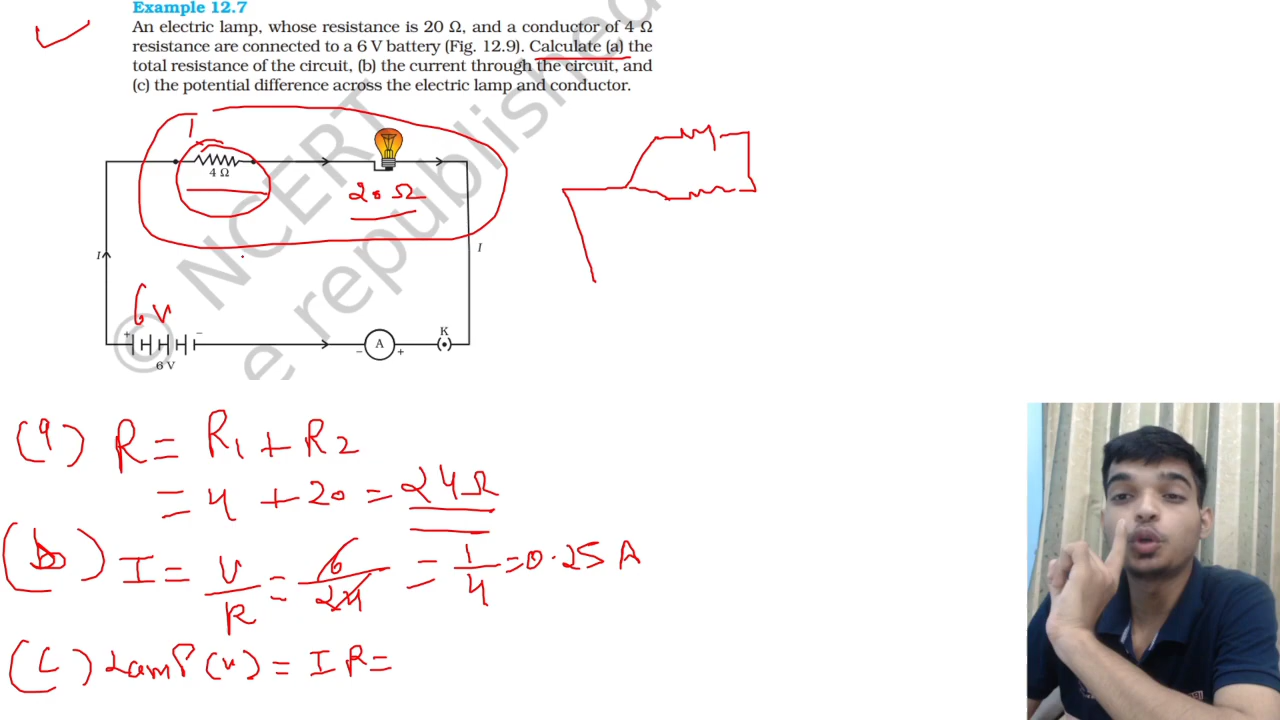 Example 12.7
An electric lamp, whose resistance is 20 Ω, and a conductor of 4 Ω
resistance are connected to a 6 V battery (Fig. 12.9). Calculate (a) the
total resistance of the circuit, (b) the current through the circuit, and
(c) the potential difference across the electric lamp and conductor.
4 Ω
20 Ω
I
I
6v
+ −
6 V
− A +
K
© NCERT
e republished
(a) R = R1 + R2
= 4 + 20 = 24Ω
(b) I = V/R = 6/24 = 1/4 = 0.25 A
(c) Lamp (v) = I R =